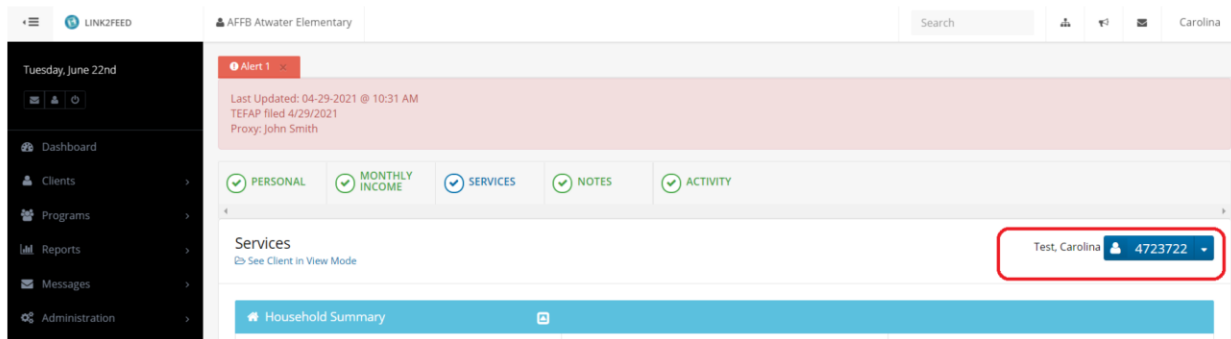 LINK2FEED
AFFB Atwater Elementary
Search
Carolina
Tuesday, June 22nd
Alert 1 ×
Last Updated: 04-29-2021 @ 10:31 AM
TEFAP filed 4/29/2021
Proxy: John Smith
Dashboard
Clients
Programs
Reports
Messages
Administration
PERSONAL
MONTHLY
INCOME
SERVICES
NOTES
ACTIVITY
Services
See Client in View Mode
Test, Carolina 4723722
Household Summary